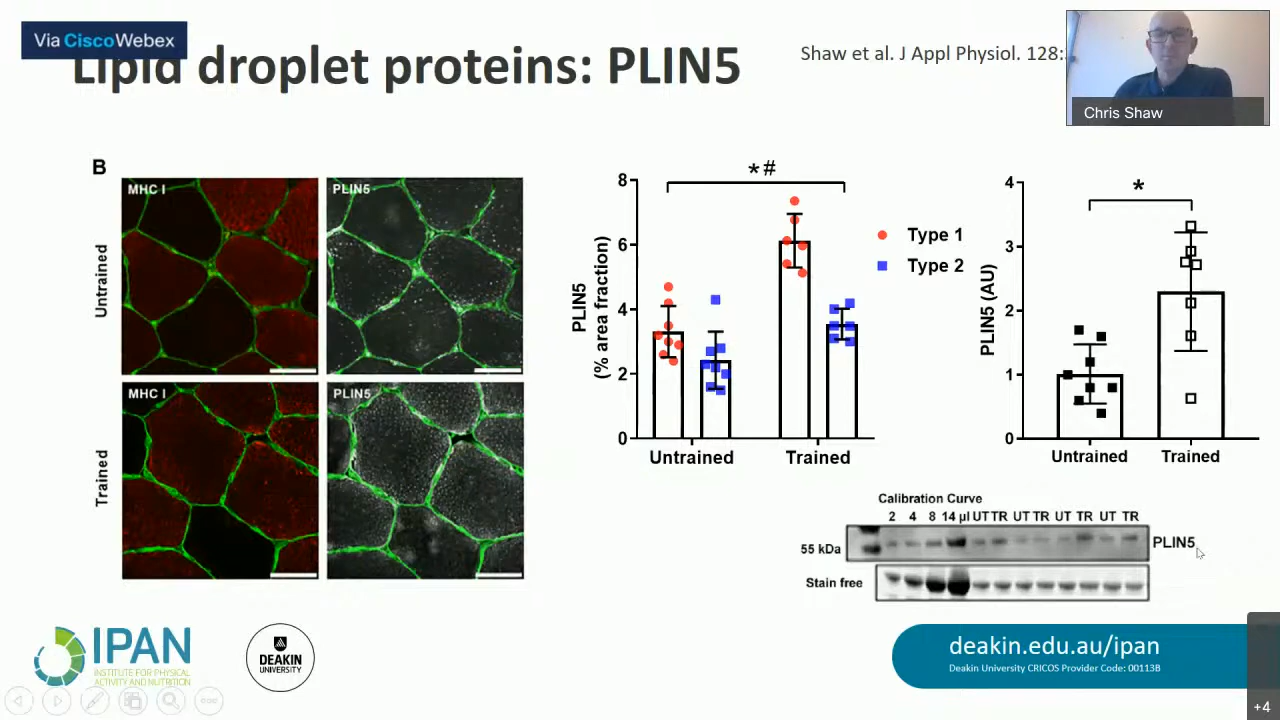 Via Cisco Webex
Lipid droplet proteins: PLIN5
Shaw et al. J Appl Physiol. 128:
Chris Shaw
B
MHC I
PLIN5
Untrained
MHC I
PLIN5
Trained
PLIN5
(% area fraction)
8
6
4
2
0
*#
Untrained
Trained
Type 1
Type 2
PLIN5 (AU)
4
3
2
1
0
*
Untrained
Trained
Calibration Curve
2 4 8 14 µl UT TR UT TR UT TR UT TR
55 kDa
PLIN5
Stain free
IPAN
INSTITUTE FOR PHYSICAL
ACTIVITY AND NUTRITION
DEAKIN
UNIVERSITY
deakin.edu.au/ipan
Deakin University CRICOS Provider Code: 00113B
+4